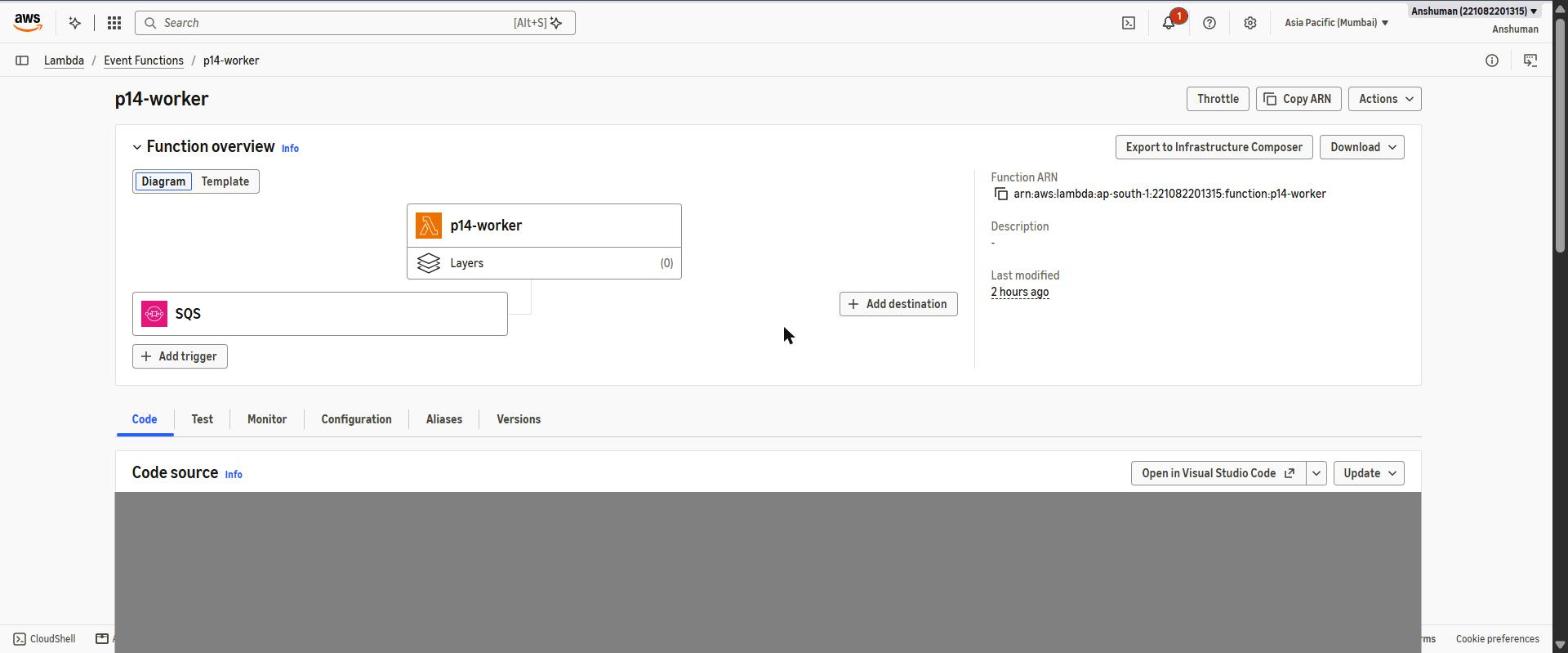 aws
Search [Alt+S]
1
Asia Pacific (Mumbai) ▼
Anshuman (221082201315) ▼
Anshuman
Lambda / Event Functions / p14-worker
p14-worker
Throttle Copy ARN Actions
Function overview Info
Export to Infrastructure Composer Download
Diagram Template
p14-worker
Layers (0)
SQS
Add trigger
Add destination
Function ARN
arn:aws:lambda:ap-south-1:221082201315:function:p14-worker
Description
-
Last modified
2 hours ago
Code Test Monitor Configuration Aliases Versions
Code source Info
Open in Visual Studio Code Update
CloudShell
Cookie preferences